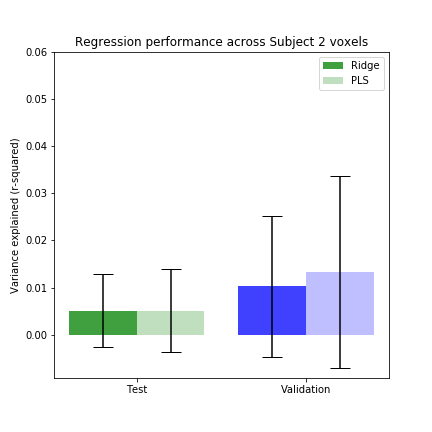 Regression performance across Subject 2 voxels
Ridge
PLS
Variance explained (r-squared)
0.06
0.05
0.04
0.03
0.02
0.01
0.00
Test
Validation